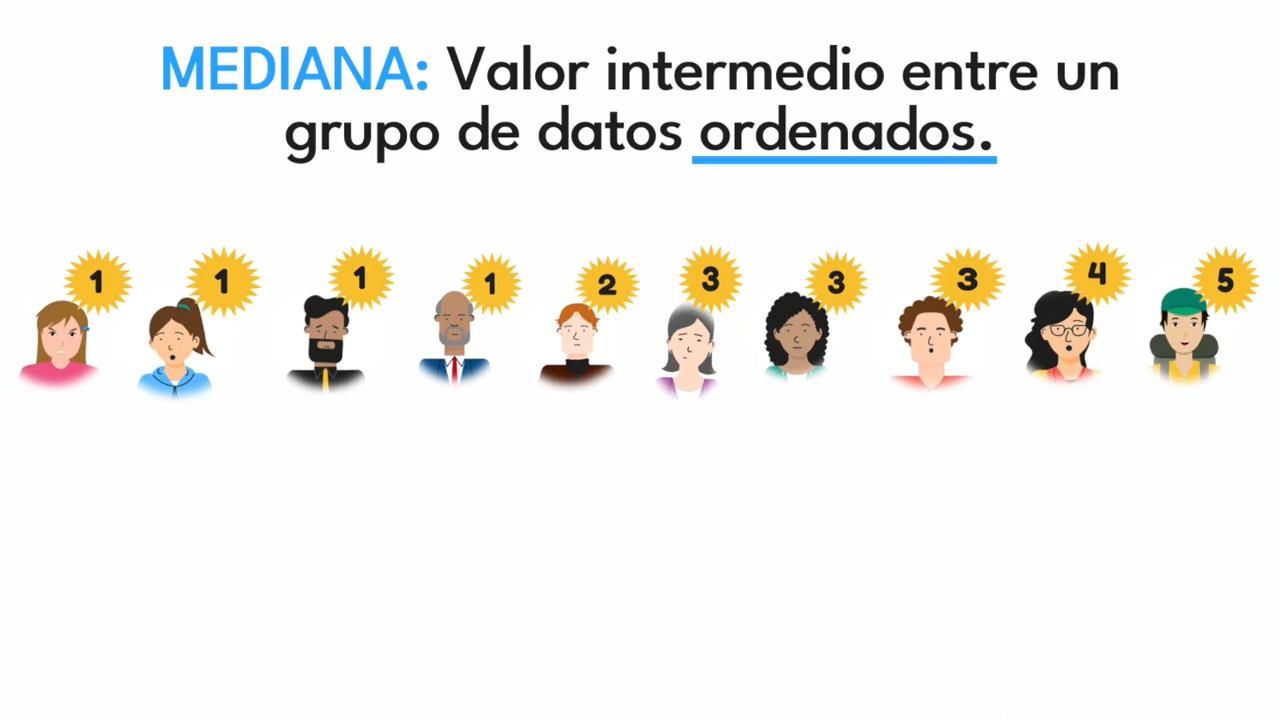 MEDIANA: Valor intermedio entre un
grupo de datos ordenados.
1 1 1 1 2 3 3 3 4 5